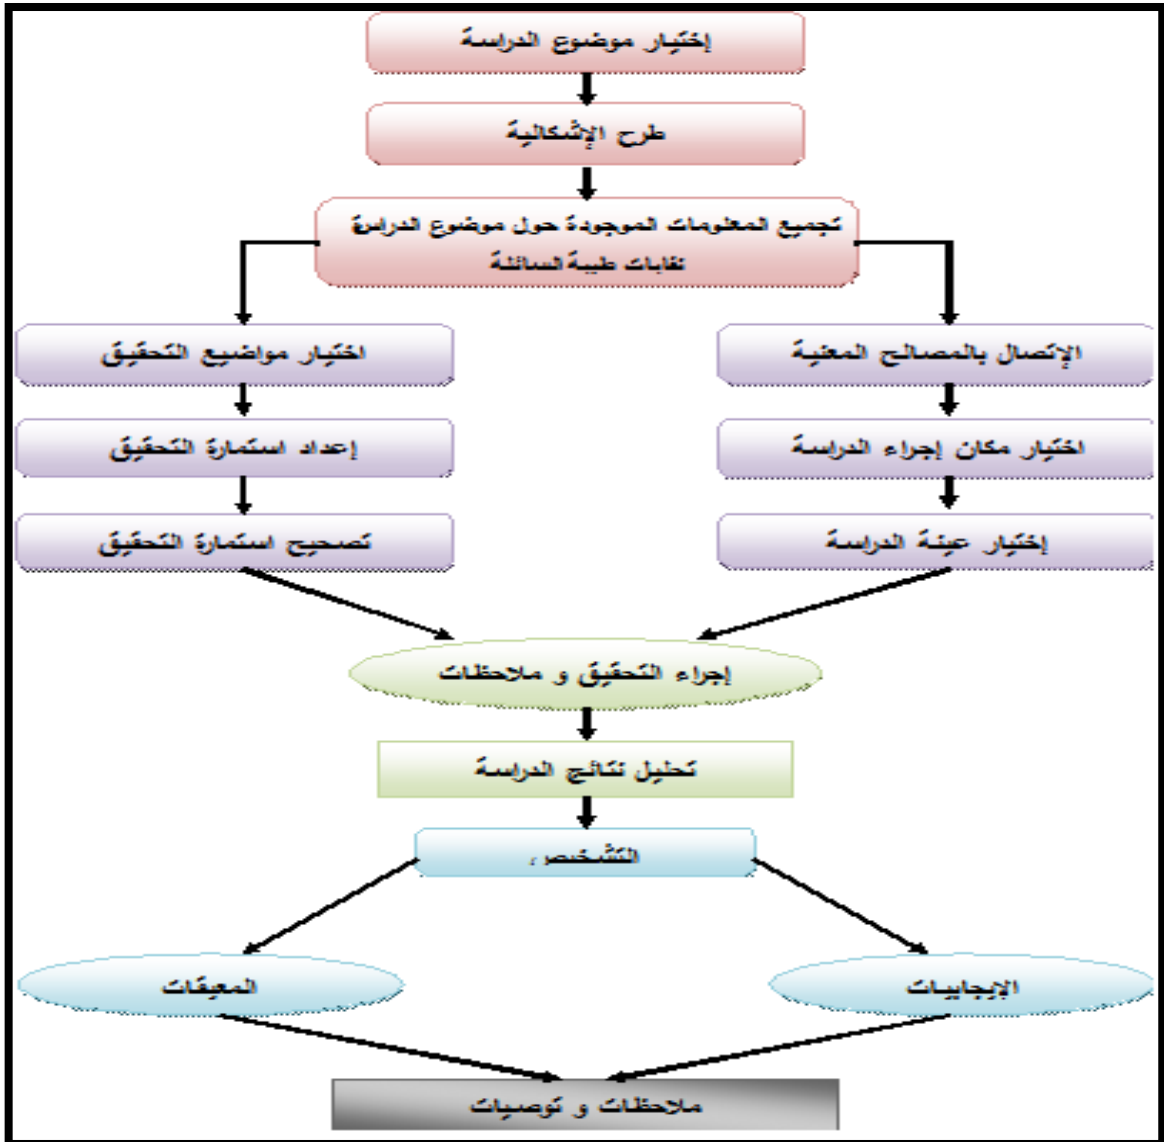 إختيار موضوع الدراسة
طرح الإشكالية
تجميع المعلومات الموجودة حول موضوع الدراسة
نفايات طبية السائلة
الإتصال بالمصالح المعنية
اختيار مواضيع التحقيق
اختيار مكان إجراء الدراسة
إعداد استمارة التحقيق
إختيار عينة الدراسة
تصحيح استمارة التحقيق
إجراء التحقيق و ملاحظات
تحليل نتائج الدراسة
التشخيص
الإيجابيات
المعيقات
ملاحظات و توصيات